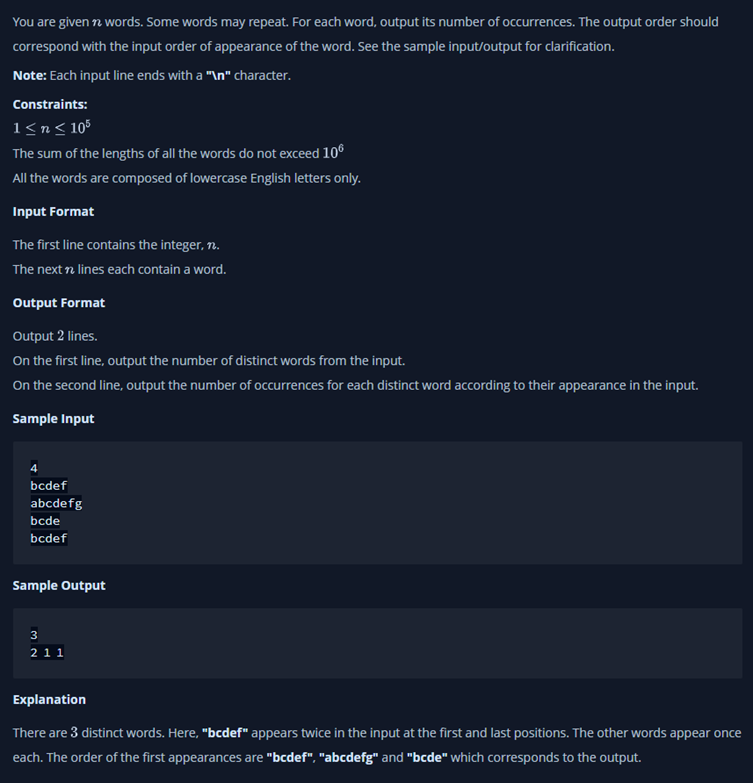 You are given n words. Some words may repeat. For each word, output its number of occurrences. The output order should
correspond with the input order of appearance of the word. See the sample input/output for clarification.
Note: Each input line ends with a "\n" character.
Constraints:
1 ≤ n ≤ 10⁵
The sum of the lengths of all the words do not exceed 10⁶
All the words are composed of lowercase English letters only.
Input Format
The first line contains the integer, n.
The next n lines each contain a word.
Output Format
Output 2 lines.
On the first line, output the number of distinct words from the input.
On the second line, output the number of occurrences for each distinct word according to their appearance in the input.
Sample Input
4
bcdef
abcdefg
bcde
bcdef
Sample Output
3
2 1 1
Explanation
There are 3 distinct words. Here, "bcdef" appears twice in the input at the first and last positions. The other words appear once
each. The order of the first appearances are "bcdef", "abcdefg" and "bcde" which corresponds to the output.